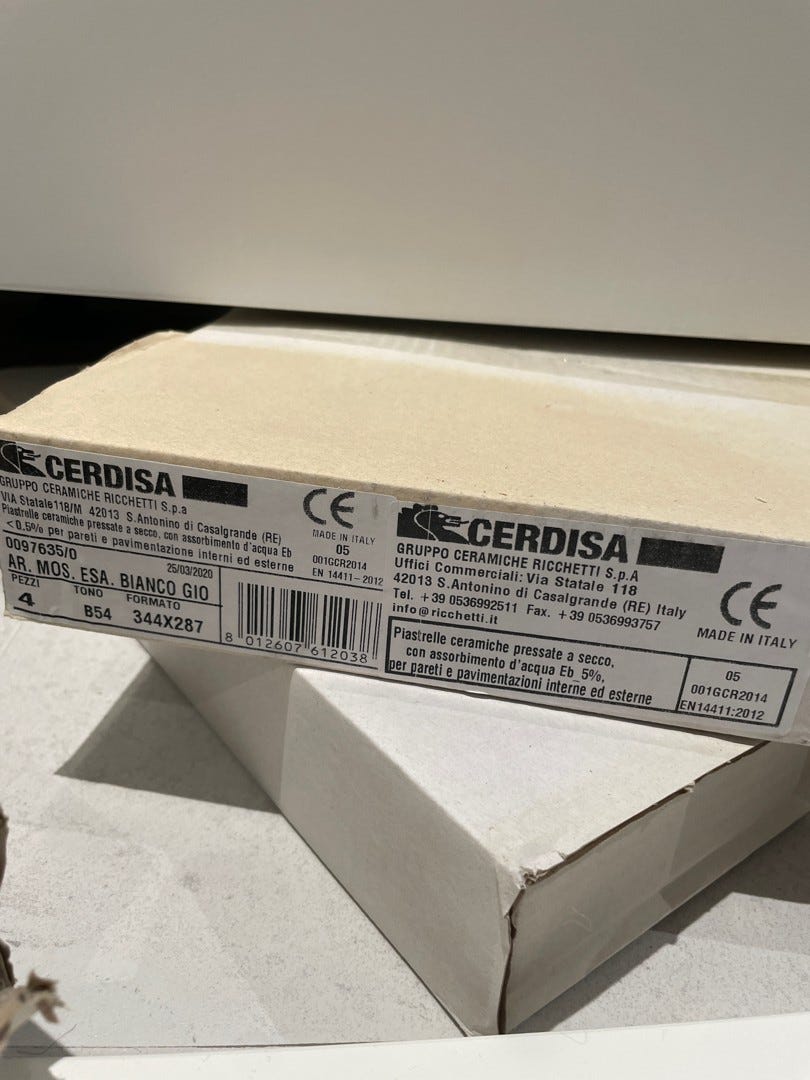 CERDISA
GRUPPO CERAMICHE RICCHETTI S.p.a
VIA Statale118/M 42013 S.Antonino di Casalgrande (RE)
Piastrelle ceramiche pressate a secco, con assorbimento d'acqua Eb
<0.5% per pareti e pavimentazione interni ed esterne
CE
MADE IN ITALY
05
001GCR2014
EN 14411-2012
0097635/0
25/03/2020
AR. MOS. ESA. BIANCO GIO
PEZZI TONO FORMATO
4 B54 344X287
8 012607 612038
CERDISA
GRUPPO CERAMICHE RICCHETTI S.p.A
Uffici Commerciali: Via Statale 118
42013 S.Antonino di Casalgrande (RE) Italy
Tel. +39 0536992511 Fax. +39 0536993757
info@ricchetti.it
CE
MADE IN ITALY
Piastrelle ceramiche pressate a secco,
con assorbimento d'acqua Eb_5%,
per pareti e pavimentazioni interne ed esterne
05
001GCR2014
EN14411:2012